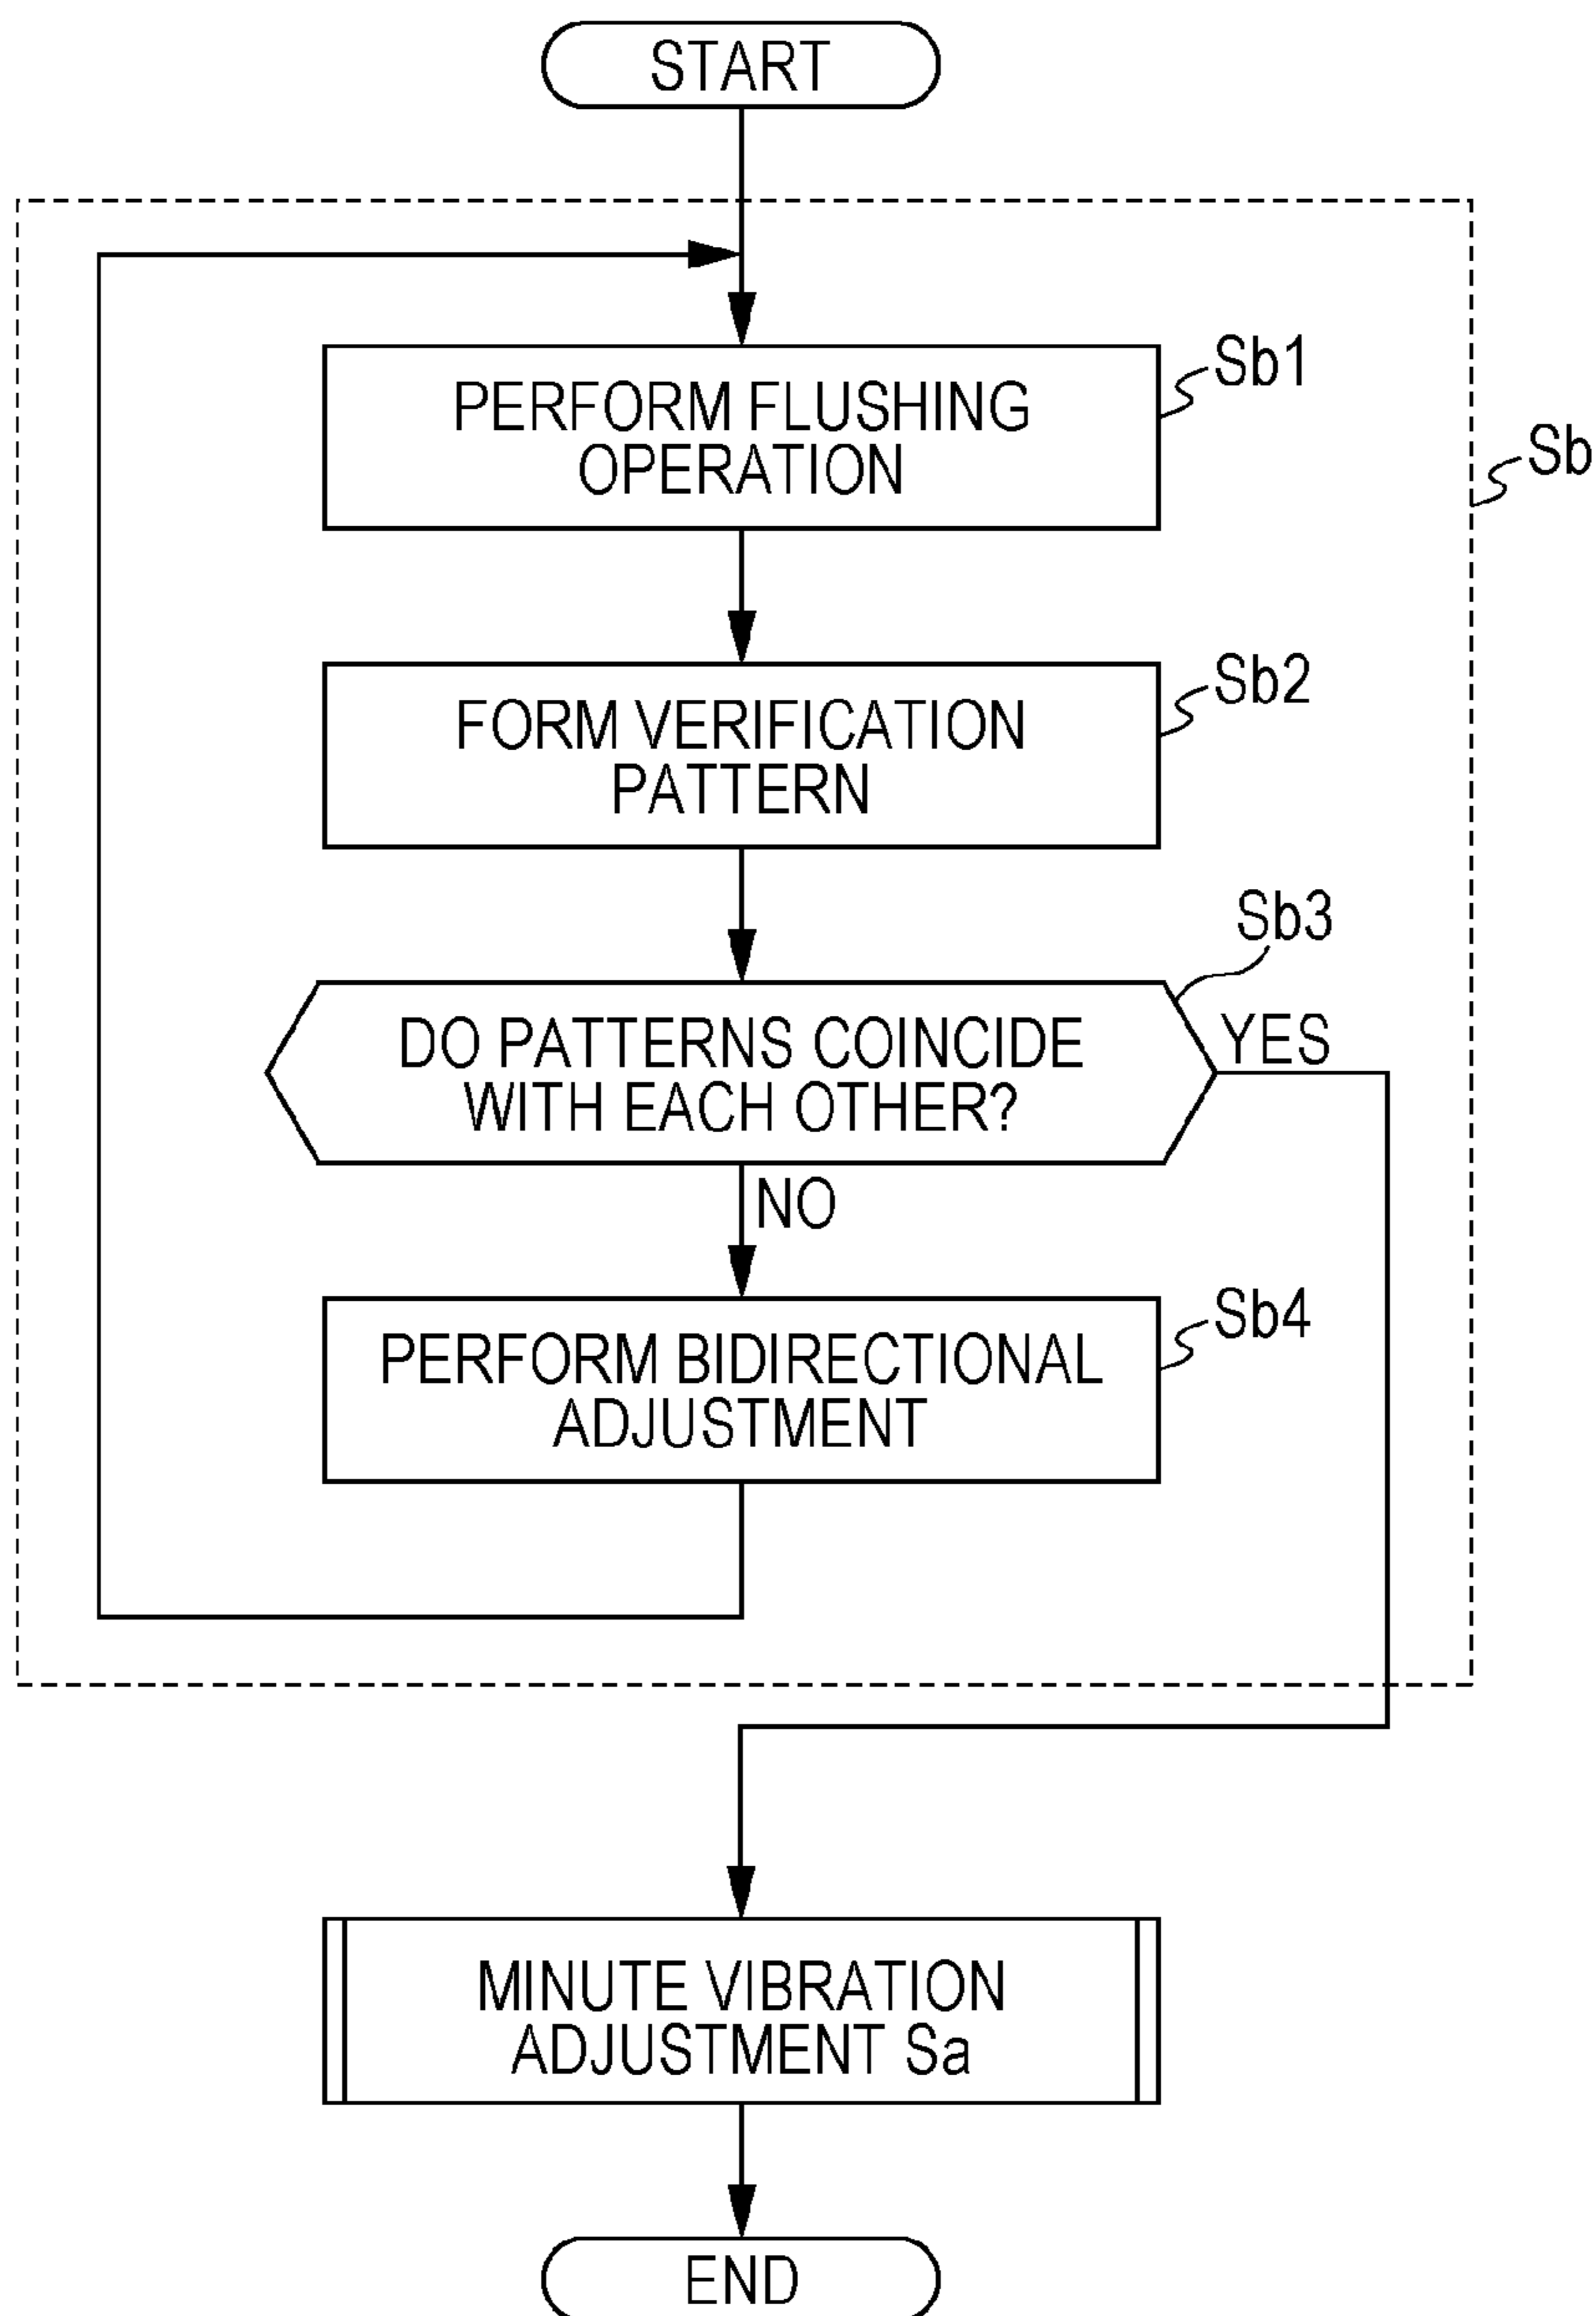 START
Sb1
PERFORM FLUSHING
OPERATION
Sb
Sb2
FORM VERIFICATION
PATTERN
Sb3
DO PATTERNS COINCIDE
WITH EACH OTHER?
YES
NO
Sb4
PERFORM BIDIRECTIONAL
ADJUSTMENT
MINUTE VIBRATION
ADJUSTMENT Sa
END